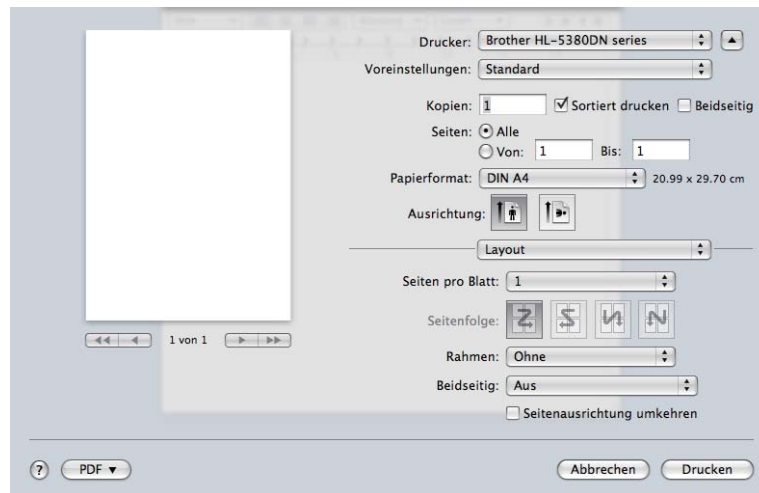 Drucker: Brother HL-5380DN series
Voreinstellungen: Standard
Kopien: 1 Sortiert drucken Beidseitig
Seiten: Alle
Von: 1 Bis: 1
Papierformat: DIN A4 20.99 x 29.70 cm
Ausrichtung:
Layout
Seiten pro Blatt: 1
Seitenfolge:
1 von 1
Rahmen: Ohne
Beidseitig: Aus
Seitenausrichtung umkehren
? PDF Abbrechen Drucken